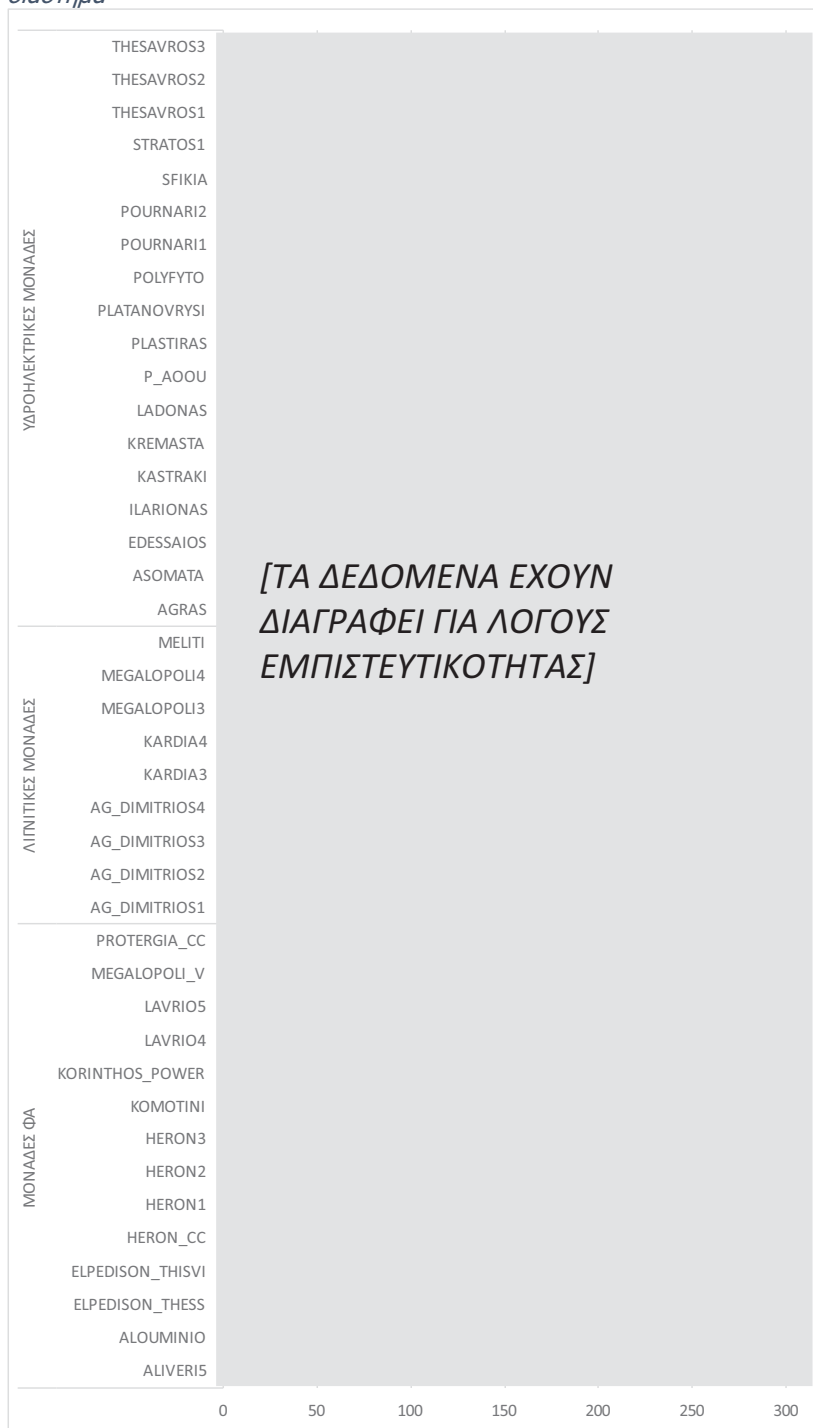 διάστημα
ΥΔΡΟΗΛΕΚΤΡΙΚΕΣ ΜΟΝΑΔΕΣ
THESAVROS3
THESAVROS2
THESAVROS1
STRATOS1
SFIKIA
POURNARI2
POURNARI1
POLYFYTO
PLATANOVRYSI
PLASTIRAS
P_AOOU
LADONAS
KREMASTA
KASTRAKI
ILARIONAS
EDESSAIOS
ASOMATA
AGRAS
ΛΙΓΝΙΤΙΚΕΣ ΜΟΝΑΔΕΣ
MELITI
MEGALOPOLI4
MEGALOPOLI3
KARDIA4
KARDIA3
AG_DIMITRIOS4
AG_DIMITRIOS3
AG_DIMITRIOS2
AG_DIMITRIOS1
ΜΟΝΑΔΕΣ ΦΑ
PROTERGIA_CC
MEGALOPOLI_V
LAVRIO5
LAVRIO4
KORINTHOS_POWER
KOMOTINI
HERON3
HERON2
HERON1
HERON_CC
ELPEDISON_THISVI
ELPEDISON_THESS
ALOUMINIO
ALIVERI5
[ΤΑ ΔΕΔΟΜΕΝΑ ΕΧΟΥΝ
ΔΙΑΓΡΑΦΕΙ ΓΙΑ ΛΟΓΟΥΣ
ΕΜΠΙΣΤΕΥΤΙΚΟΤΗΤΑΣ]
0 50 100 150 200 250 300